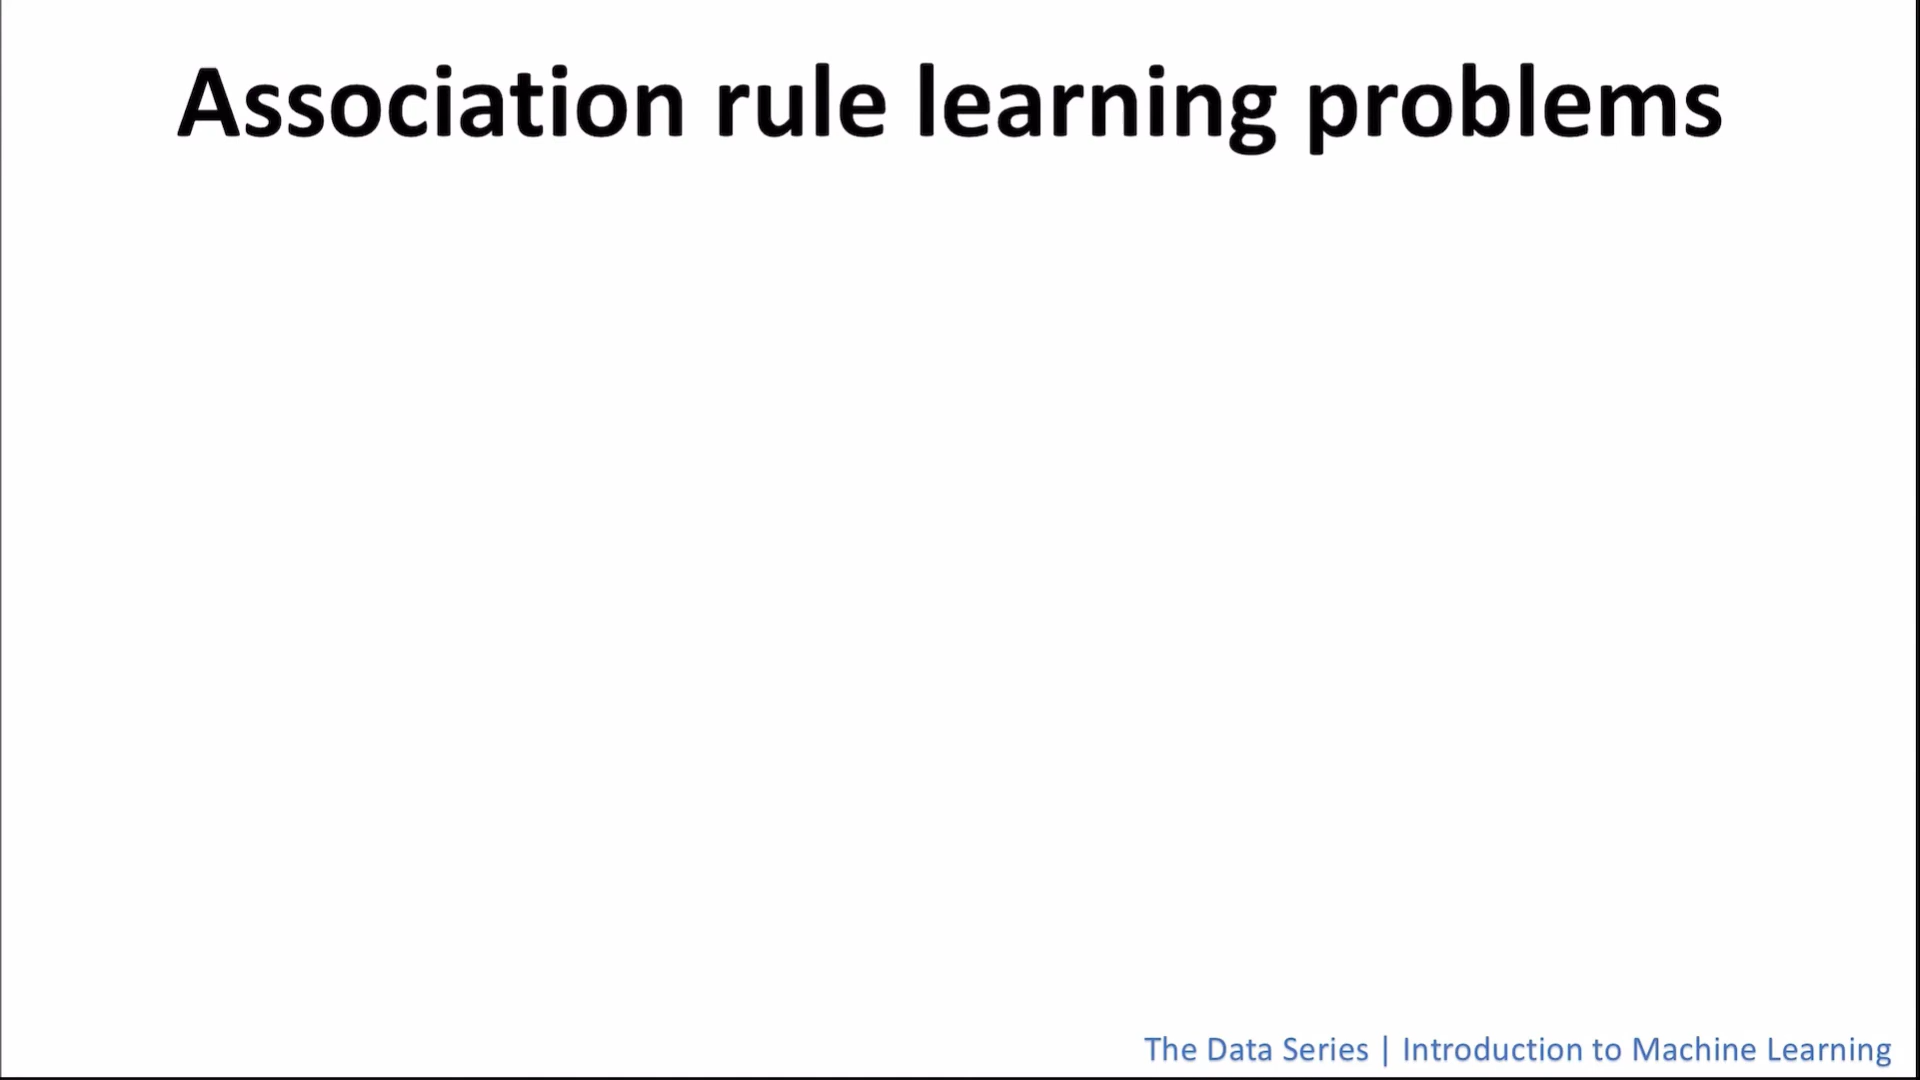 Association rule learning problems
The Data Series | Introduction to Machine Learning